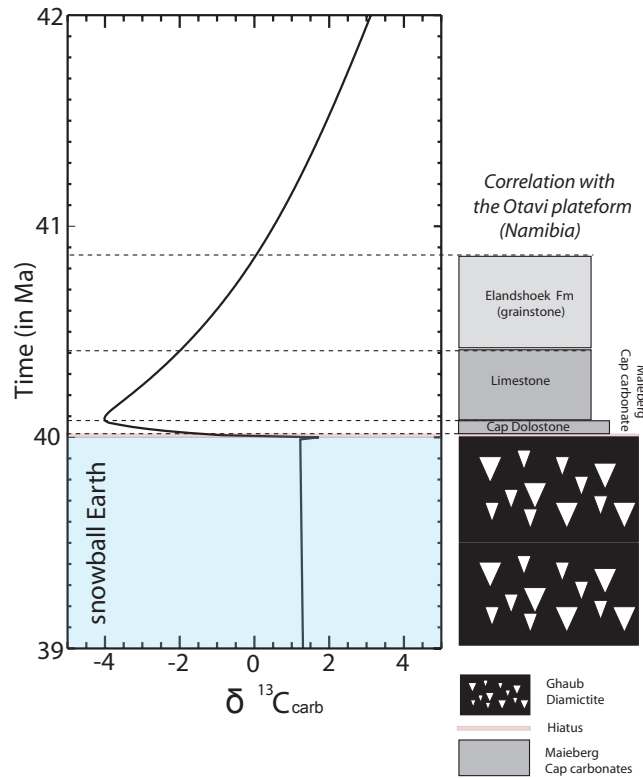 42
41
40
39
Time (in Ma)
snowball Earth
-4
-2
0
2
4
δ ¹³Ccarb
Correlation with
the Otavi plateform
(Namibia)
Elandshoek Fm
(grainstone)
Limestone
Cap Dolostone
Maieberg
Cap carbonate
Ghaub
Diamictite
Hiatus
Maieberg
Cap carbonates